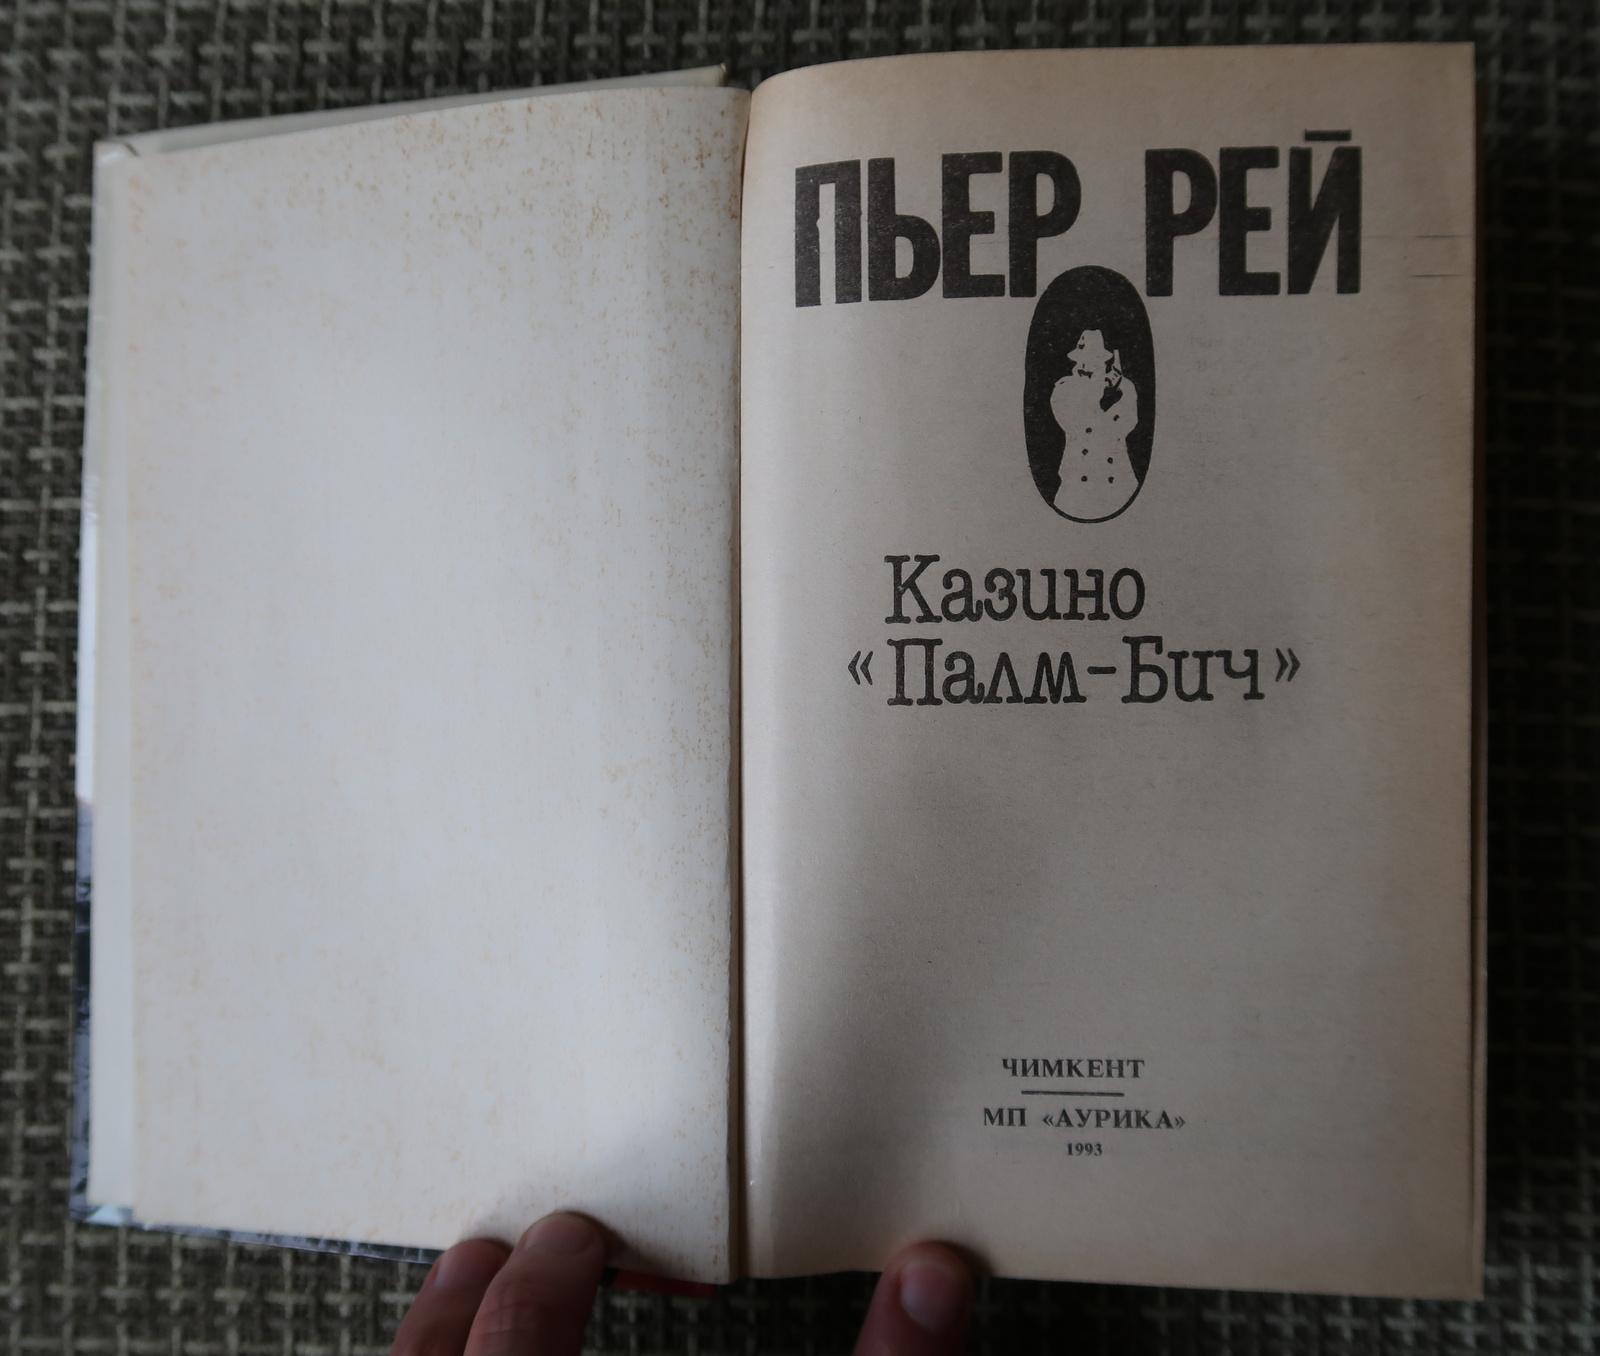 ПЬЕР РЕЙ
Казино
«Палм-Бич»
ЧИМКЕНТ
МП «АУРИКА»
1993